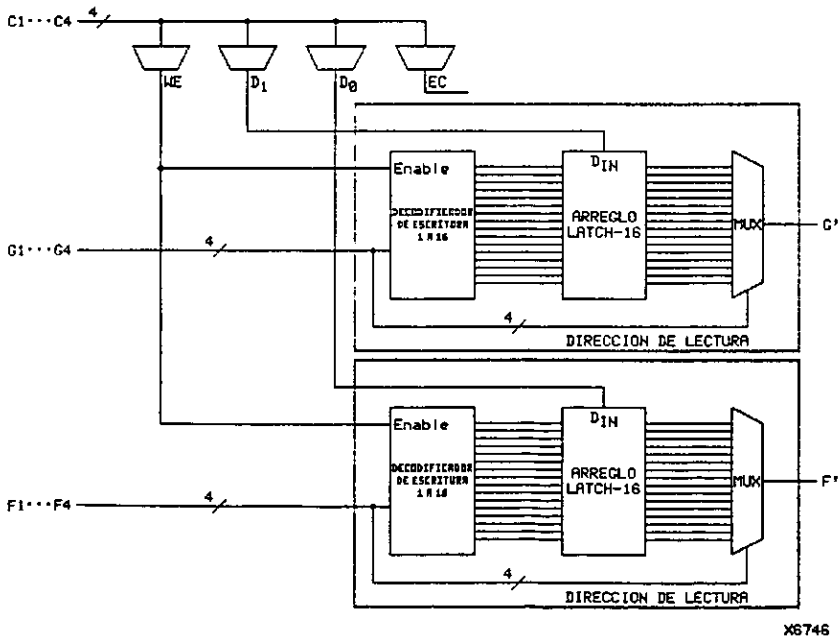 C1•••C4
4
WE
D1
D0
EC
Enable
DIN
DECODIFICADOR
DE ESCRITURA
1 A 16
ARREGLO
LATCH-16
MUX
G'
G1•••G4
4
4
DIRECCION DE LECTURA
Enable
DIN
DECODIFICADOR
DE ESCRITURA
1 A 16
ARREGLO
LATCH-16
MUX
F'
F1•••F4
4
4
DIRECCION DE LECTURA
X6746